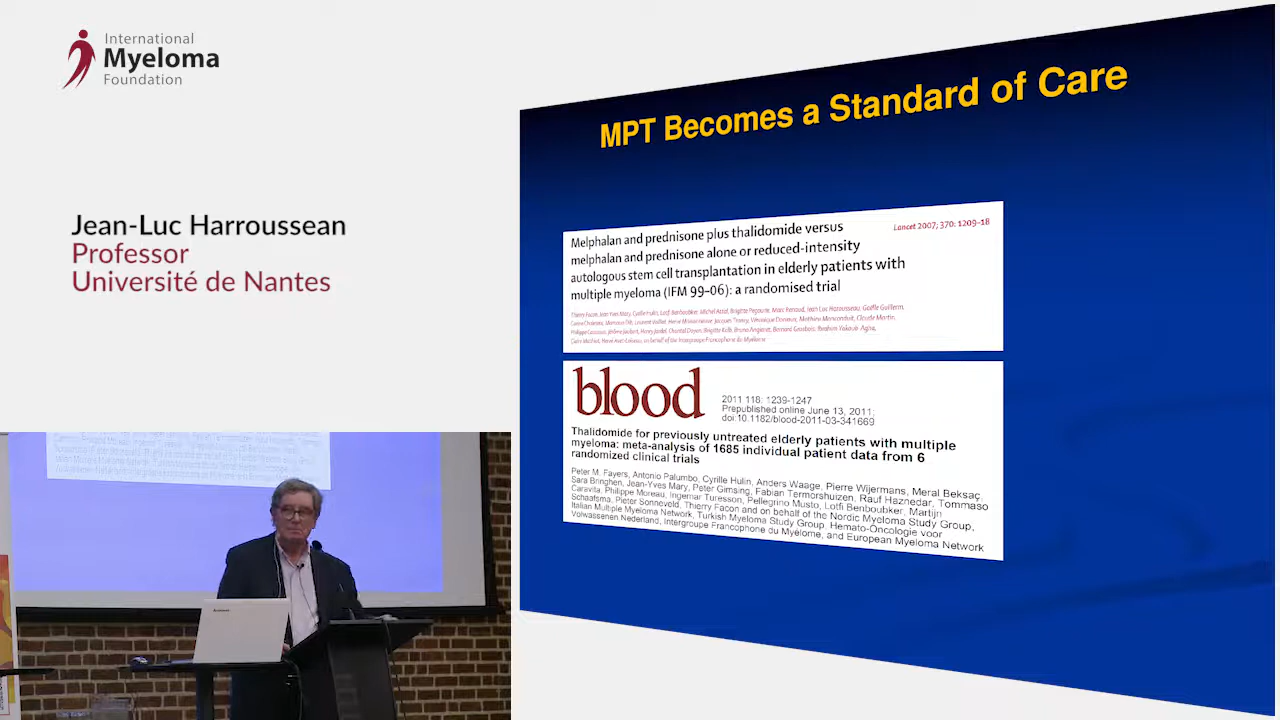 International
Myeloma
Foundation
Jean-Luc Harroussean
Professor
Université de Nantes
MPT Becomes a Standard of Care
Melphalan and prednisone plus thalidomide versus
melphalan and prednisone alone or reduced-intensity
autologous stem cell transplantation in elderly patients with
multiple myeloma (IFM 99–06): a randomised trial
Lancet 2007; 370: 1209–18
blood
2011 118: 1239-1247
Prepublished online June 13, 2011;
doi:10.1182/blood-2011-03-341669
Thalidomide for previously untreated elderly patients with multiple
myeloma: meta-analysis of 1685 individual patient data from 6
randomized clinical trials
Peter M. Fayers, Antonio Palumbo, Cyrille Hulin, Anders Waage, Pierre Wijermans, Meral Beksaç,
Sara Bringhen, Jean-Yves Mary, Peter Gimsing, Fabian Termorshuizen, Rauf Haznedar, Tommaso
Caravita, Philippe Moreau, Ingemar Turesson, Pellegrino Musto, Lotfi Benboubker, Martijn
Schaafsma, Pieter Sonneveld, Thierry Facon and on behalf of the Nordic Myeloma Study Group,
Italian Multiple Myeloma Network, Turkish Myeloma Study Group, Hemato-Oncologie voor
Volwassenen Nederland, Intergroupe Francophone du Myélome, and European Myeloma Network